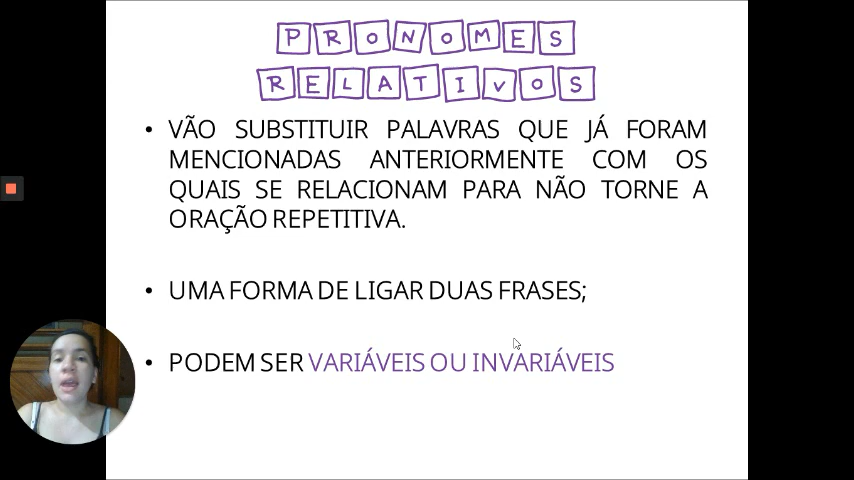 PRONOMES
RELATIVOS
• VÃO SUBSTITUIR PALAVRAS QUE JÁ FORAM
MENCIONADAS ANTERIORMENTE COM OS
QUAIS SE RELACIONAM PARA NÃO TORNE A
ORAÇÃO REPETITIVA.
• UMA FORMA DE LIGAR DUAS FRASES;
• PODEM SER VARIÁVEIS OU INVARIÁVEIS